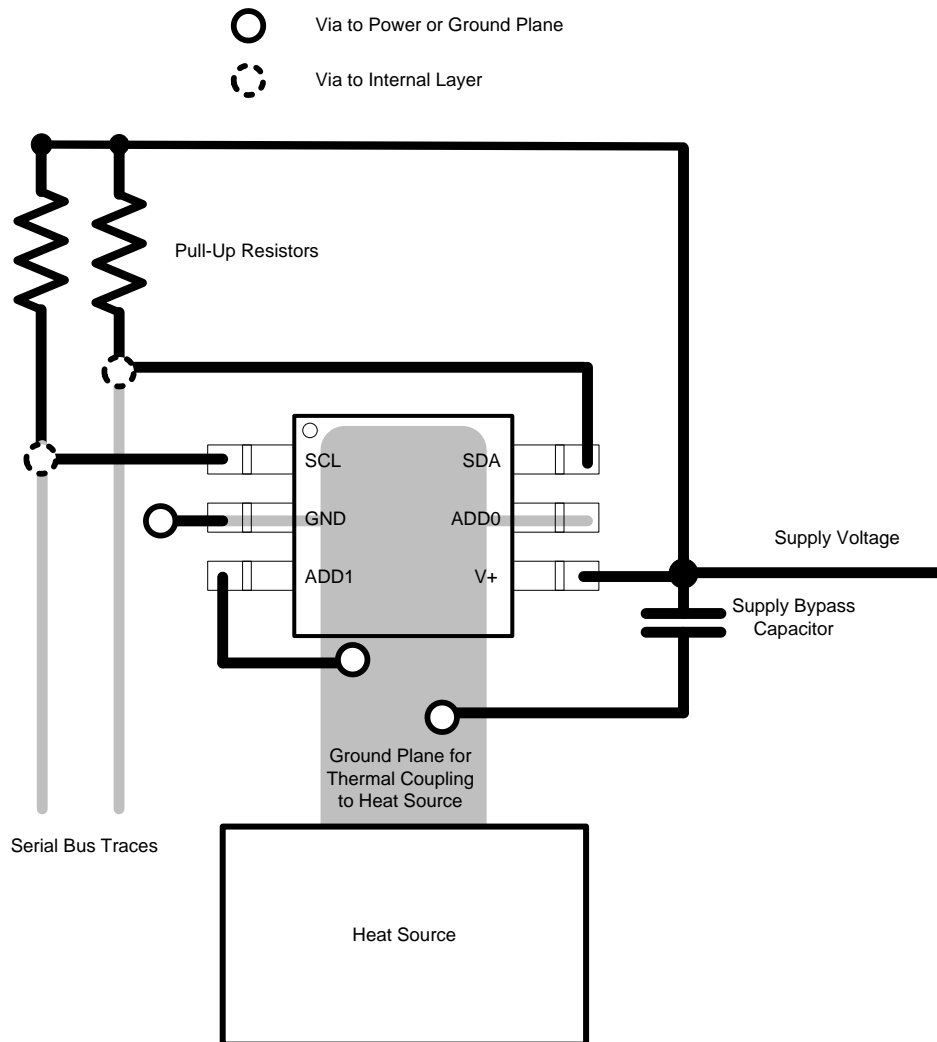 Via to Power or Ground Plane
Via to Internal Layer
Pull-Up Resistors
SCL
SDA
GND
ADD0
ADD1
V+
Supply Voltage
Supply Bypass
Capacitor
Ground Plane for
Thermal Coupling
to Heat Source
Serial Bus Traces
Heat Source